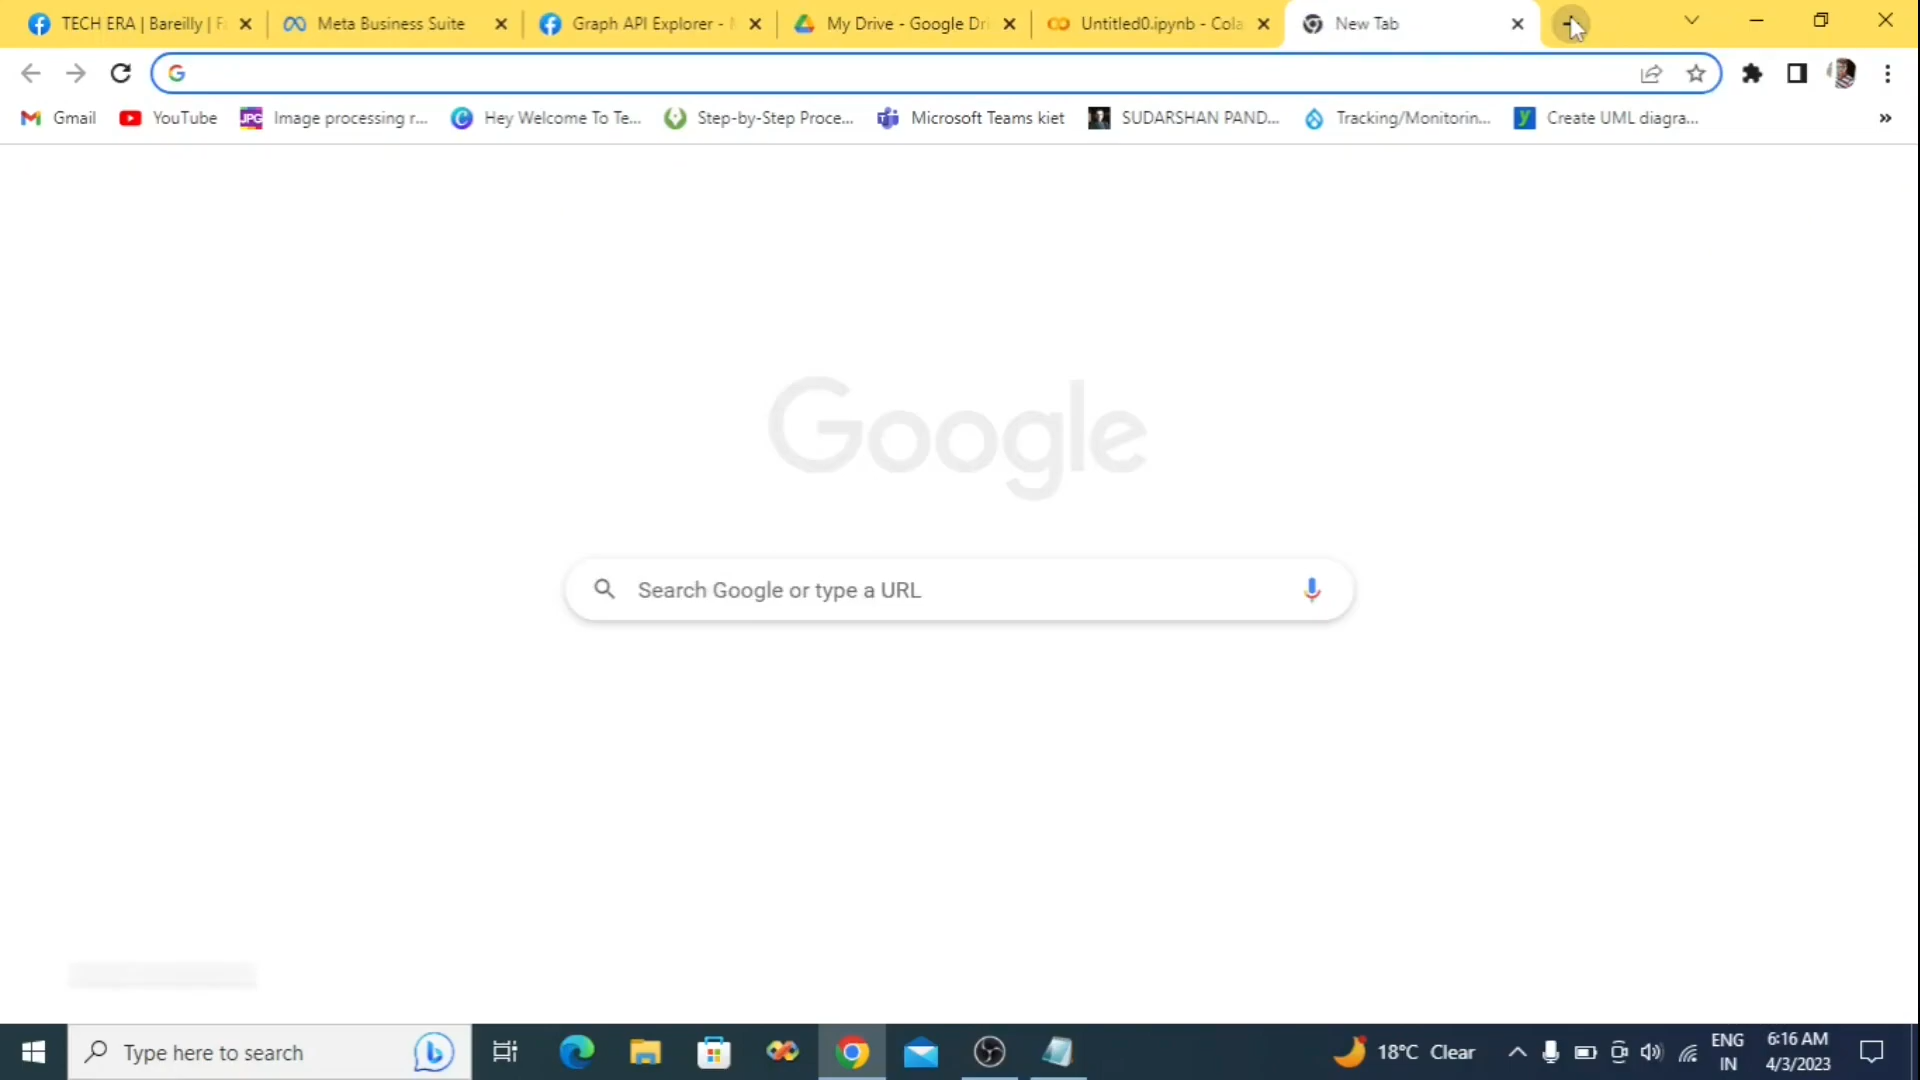 TECH ERA | Bareilly | F
Meta Business Suite
Graph API Explorer -
My Drive - Google Dri
Untitled0.ipynb - Cola
New Tab
Gmail
YouTube
Image processing r...
Hey Welcome To Te...
Step-by-Step Proce...
Microsoft Teams kiet
SUDARSHAN PAND...
Tracking/Monitorin...
Create UML diagra...
Google
Search Google or type a URL
Type here to search
18°C Clear
ENG
IN
6:16 AM
4/3/2023